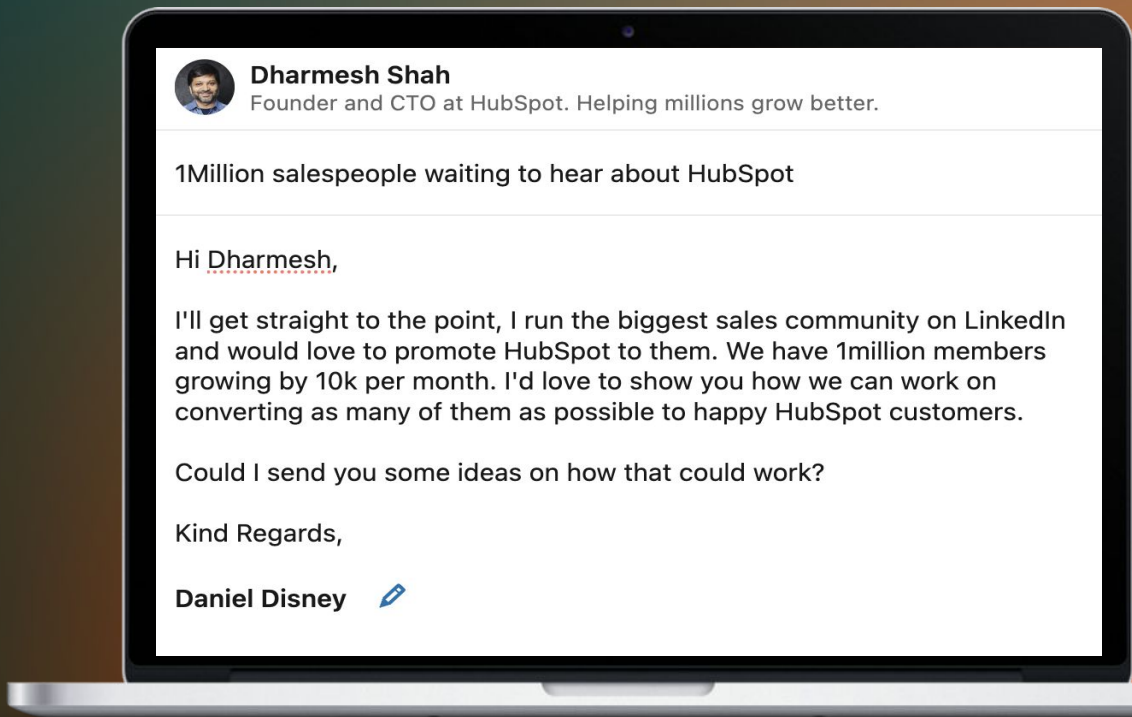 Dharmesh Shah
Founder and CTO at HubSpot. Helping millions grow better.
1Million salespeople waiting to hear about HubSpot
Hi Dharmesh,
I'll get straight to the point, I run the biggest sales community on LinkedIn
and would love to promote HubSpot to them. We have 1million members
growing by 10k per month. I'd love to show you how we can work on
converting as many of them as possible to happy HubSpot customers.
Could I send you some ideas on how that could work?
Kind Regards,
Daniel Disney